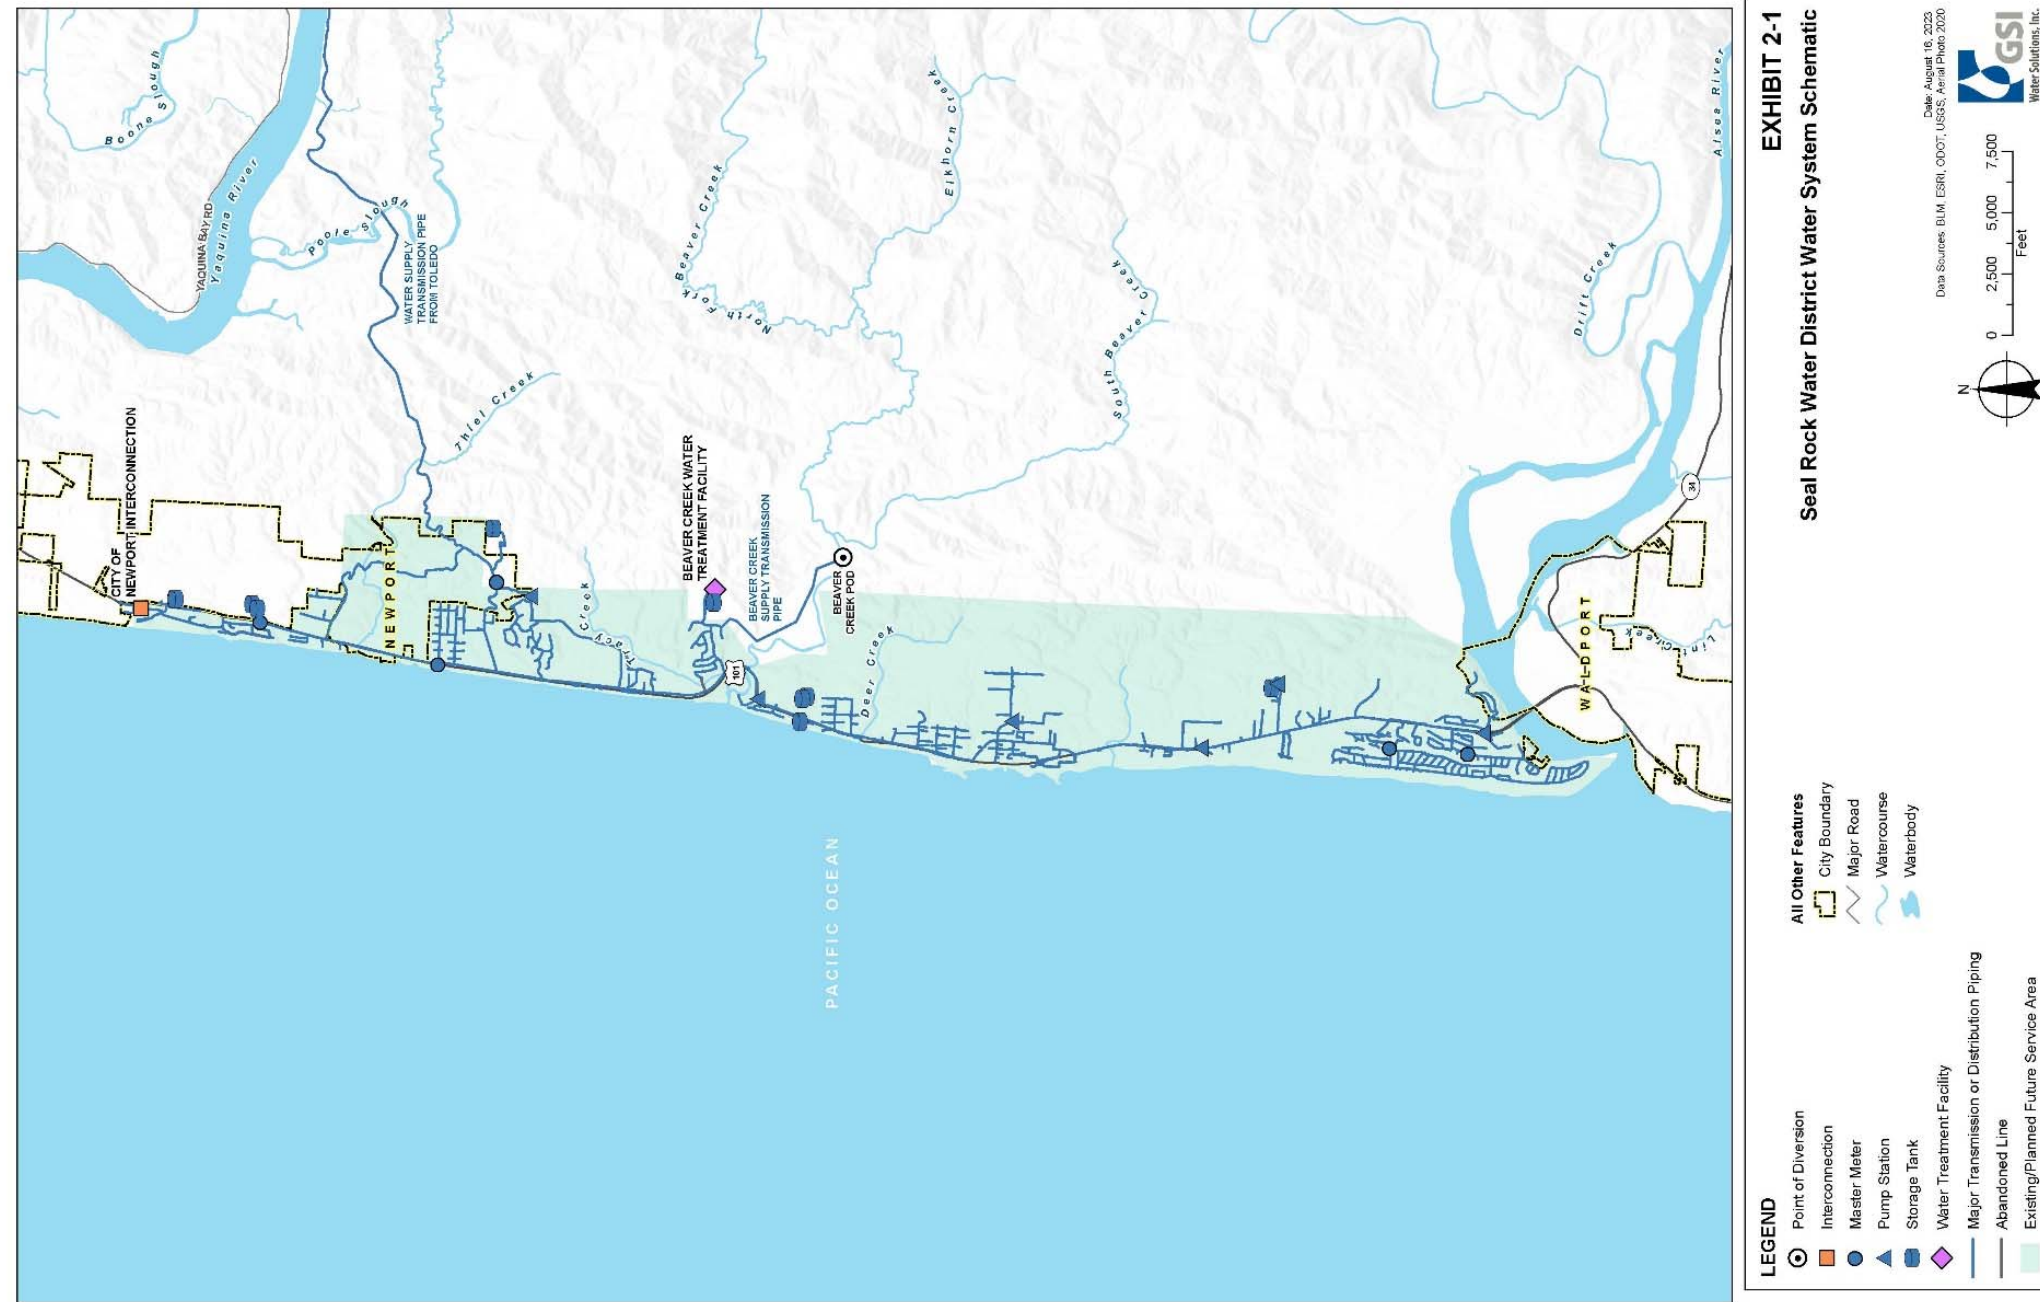 EXHIBIT 2-1
Seal Rock Water District Water System Schematic
Boone Slough
YAQUINA BAY RD
Yaquina River
Poole Slough
WATER SUPPLY
TRANSMISSION PIPE
FROM TOLEDO
CITY OF
NEWPORT INTERCONNECTION
NEWPORT
Thiel Creek
North Fork Beaver Creek
Elkhorn Creek
BEAVER CREEK WATER
TREATMENT FACILITY
BEAVER CREEK
SUPPLY TRANSMISSION
PIPE
BEAVER
CREEK POD
Tracy Creek
101
Deer Creek
South Beaver Creek
Drift Creek
Alsea River
34
WALDPORT
Lint Creek
PACIFIC OCEAN
LEGEND
Point of Diversion
Interconnection
Master Meter
Pump Station
Storage Tank
Water Treatment Facility
Major Transmission or Distribution Piping
Abandoned Line
Existing/Planned Future Service Area
All Other Features
City Boundary
Major Road
Watercourse
Waterbody
N
0 2,500 5,000 7,500
Feet
Date: August 16, 2023
Data Sources: BLM, ESRI, ODOT, USGS, Aerial Photo 2020
GSI
Water Solutions, Inc.